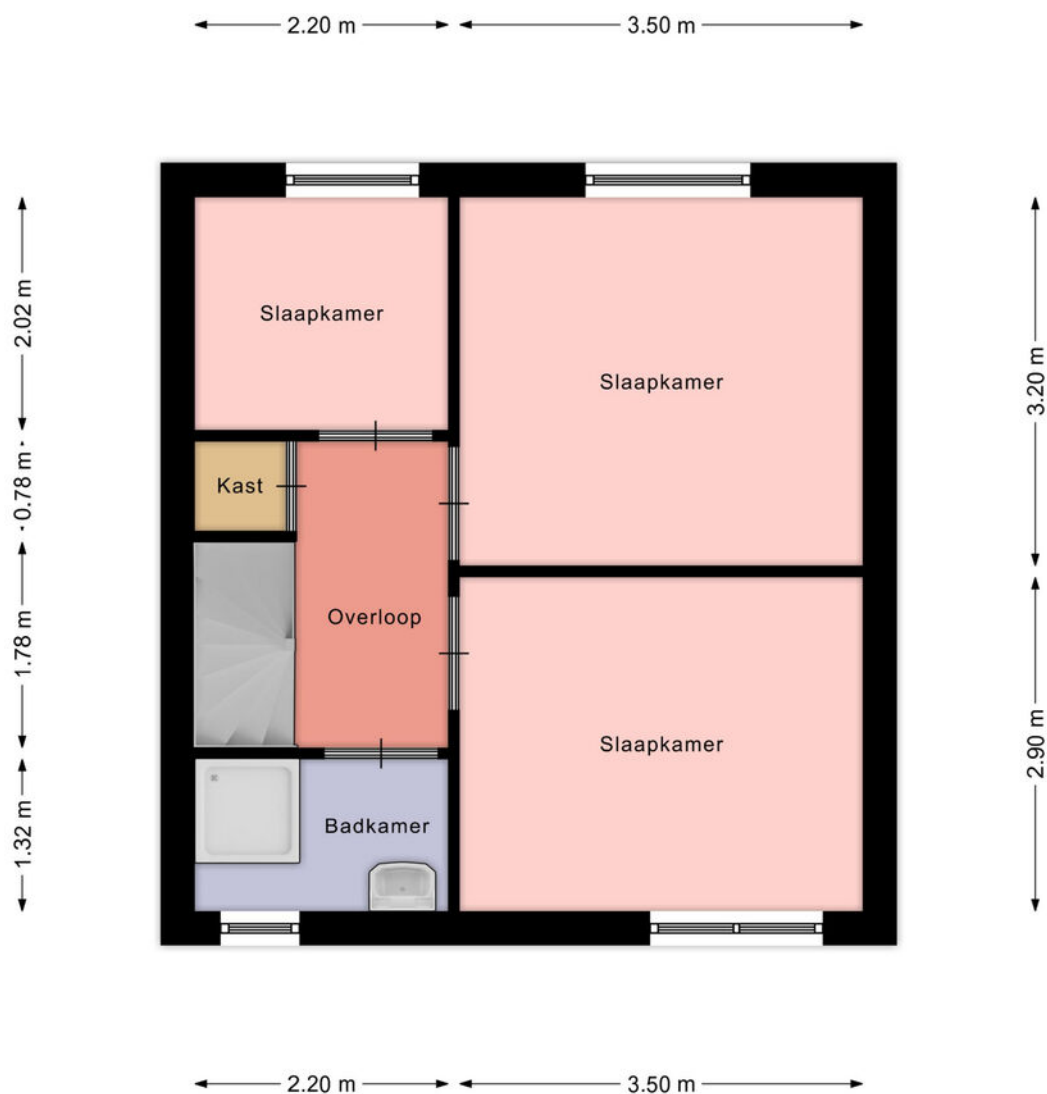 2.20 m
3.50 m
2.02 m
0.78 m
1.78 m
1.32 m
Slaapkamer
Slaapkamer
Kast
Overloop
Slaapkamer
Badkamer
3.20 m
2.90 m
2.20 m
3.50 m